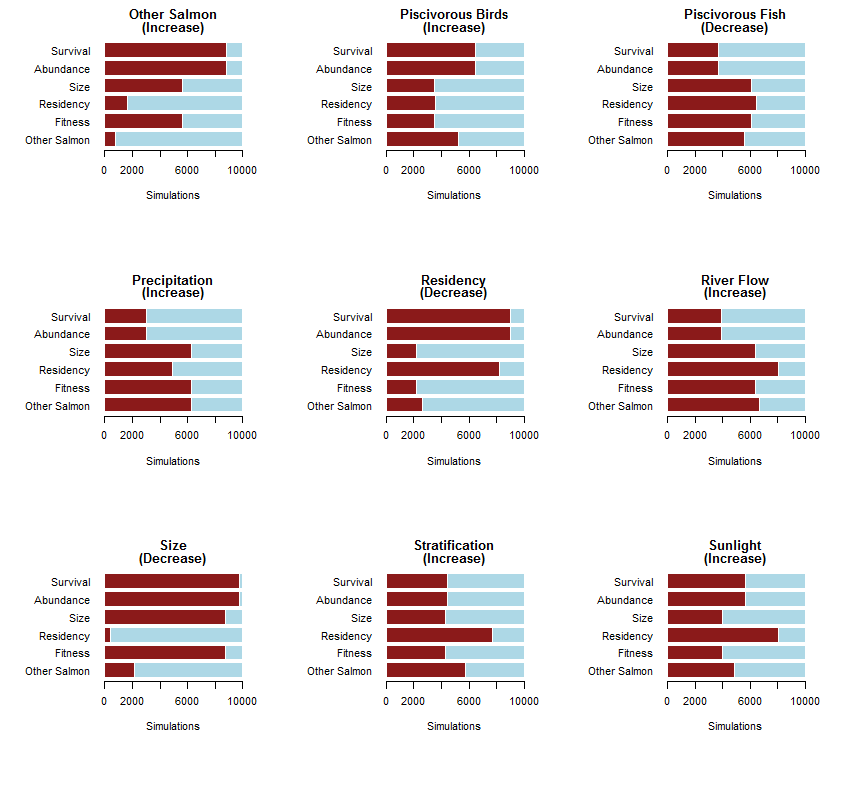 Other Salmon
(Increase)
Survival
Abundance
Size
Residency
Fitness
Other Salmon
0 2000 6000 10000
Simulations
Piscivorous Birds
(Increase)
Survival
Abundance
Size
Residency
Fitness
Other Salmon
0 2000 6000 10000
Simulations
Piscivorous Fish
(Decrease)
Survival
Abundance
Size
Residency
Fitness
Other Salmon
0 2000 6000 10000
Simulations
Precipitation
(Increase)
Survival
Abundance
Size
Residency
Fitness
Other Salmon
0 2000 6000 10000
Simulations
Residency
(Decrease)
Survival
Abundance
Size
Residency
Fitness
Other Salmon
0 2000 6000 10000
Simulations
River Flow
(Increase)
Survival
Abundance
Size
Residency
Fitness
Other Salmon
0 2000 6000 10000
Simulations
Size
(Decrease)
Survival
Abundance
Size
Residency
Fitness
Other Salmon
0 2000 6000 10000
Simulations
Stratification
(Increase)
Survival
Abundance
Size
Residency
Fitness
Other Salmon
0 2000 6000 10000
Simulations
Sunlight
(Increase)
Survival
Abundance
Size
Residency
Fitness
Other Salmon
0 2000 6000 10000
Simulations